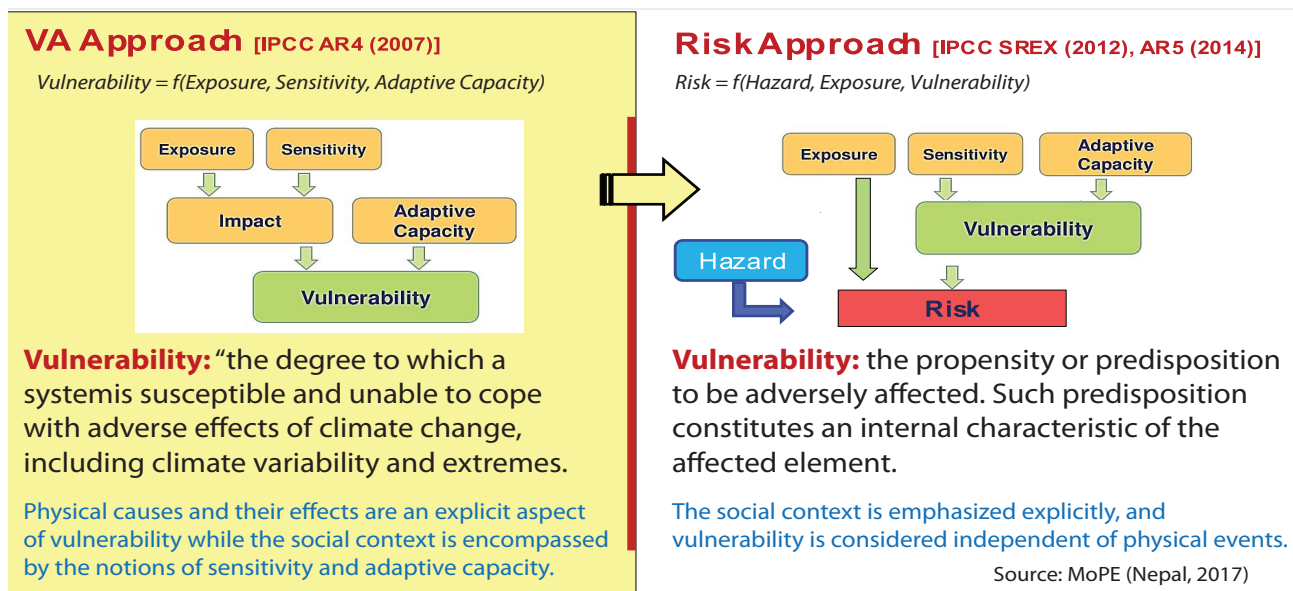 VA Approach [IPCC AR4 (2007)]
Vulnerability = f(Exposure, Sensitivity, Adaptive Capacity)
Exposure
Sensitivity
Impact
Adaptive
Capacity
Vulnerability
Vulnerability: “the degree to which a
systemis susceptible and unable to cope
with adverse effects of climate change,
including climate variability and extremes.
Physical causes and their effects are an explicit aspect
of vulnerability while the social context is encompassed
by the notions of sensitivity and adaptive capacity.
Risk Approach [IPCC SREX (2012), AR5 (2014)]
Risk = f(Hazard, Exposure, Vulnerability)
Exposure
Sensitivity
Adaptive
Capacity
Vulnerability
Hazard
Risk
Vulnerability: the propensity or predisposition
to be adversely affected. Such predisposition
constitutes an internal characteristic of the
affected element.
The social context is emphasized explicitly, and
vulnerability is considered independent of physical events.
Source: MoPE (Nepal, 2017)